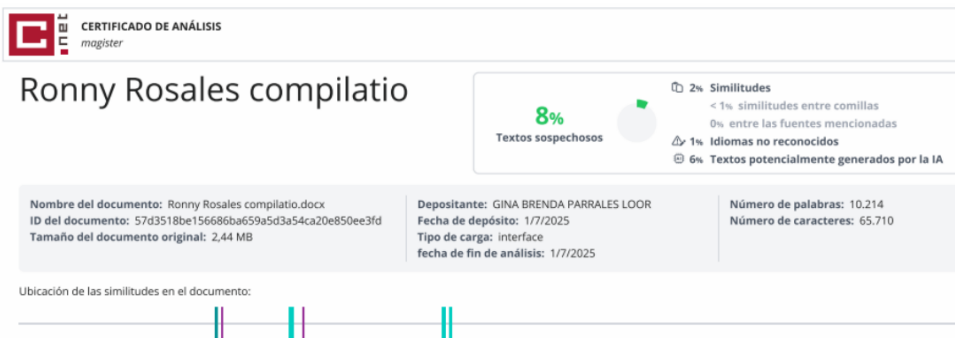 C.net
CERTIFICADO DE ANÁLISIS
magister
Ronny Rosales compilatio
8%
Textos sospechosos
2% Similitudes
< 1% similitudes entre comillas
0% entre las fuentes mencionadas
1% Idiomas no reconocidos
6% Textos potencialmente generados por la IA
Nombre del documento: Ronny Rosales compilatio.docx
ID del documento: 57d3518be156686ba659a5d3a54ca20e850ee3fd
Tamaño del documento original: 2,44 MB
Depositante: GINA BRENDA PARRALES LOOR
Fecha de depósito: 1/7/2025
Tipo de carga: interface
fecha de fin de análisis: 1/7/2025
Número de palabras: 10.214
Número de caracteres: 65.710
Ubicación de las similitudes en el documento: